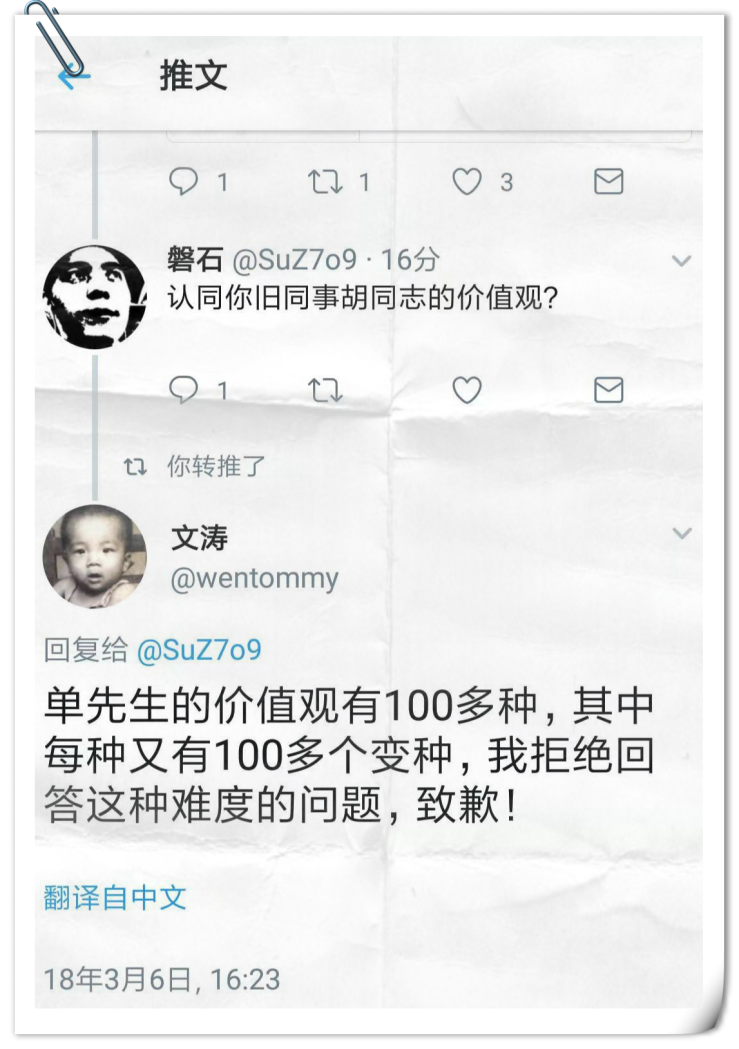 推文
1 1 3
磐石 @SuZ7o9 · 16分
认同你旧同事胡同志的价值观?
1
你转推了
文涛
@wentommy
回复给 @SuZ7o9
单先生的价值观有100多种，其中
每种又有100多个变种，我拒绝回
答这种难度的问题，致歉！
翻译自中文
18年3月6日, 16:23